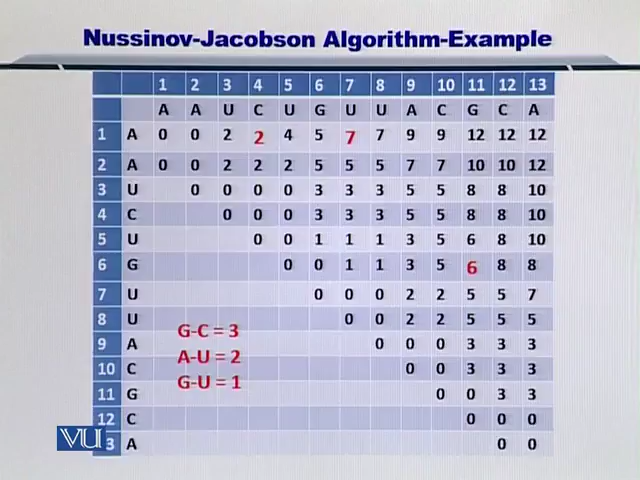 Nussinov-Jacobson Algorithm-Example
1 2 3 4 5 6 7 8 9 10 11 12 13
A A U C U G U U A C G C A
1 A 0 0 2 2 4 5 7 7 9 9 12 12 12
2 A 0 0 2 2 2 5 5 5 7 7 10 10 12
3 U 0 0 0 0 3 3 3 5 5 8 8 10
4 C 0 0 0 3 3 3 5 5 8 8 10
5 U 0 0 1 1 1 3 5 6 8 10
6 G 0 0 1 1 3 5 6 8 8
7 U 0 0 0 2 2 5 5 7
8 U 0 0 2 2 5 5 5
9 A 0 0 0 3 3 3
10 C 0 0 3 3 3
11 G 0 0 3 3
12 C 0 0 0
3 A 0 0
G-C = 3
A-U = 2
G-U = 1
VU